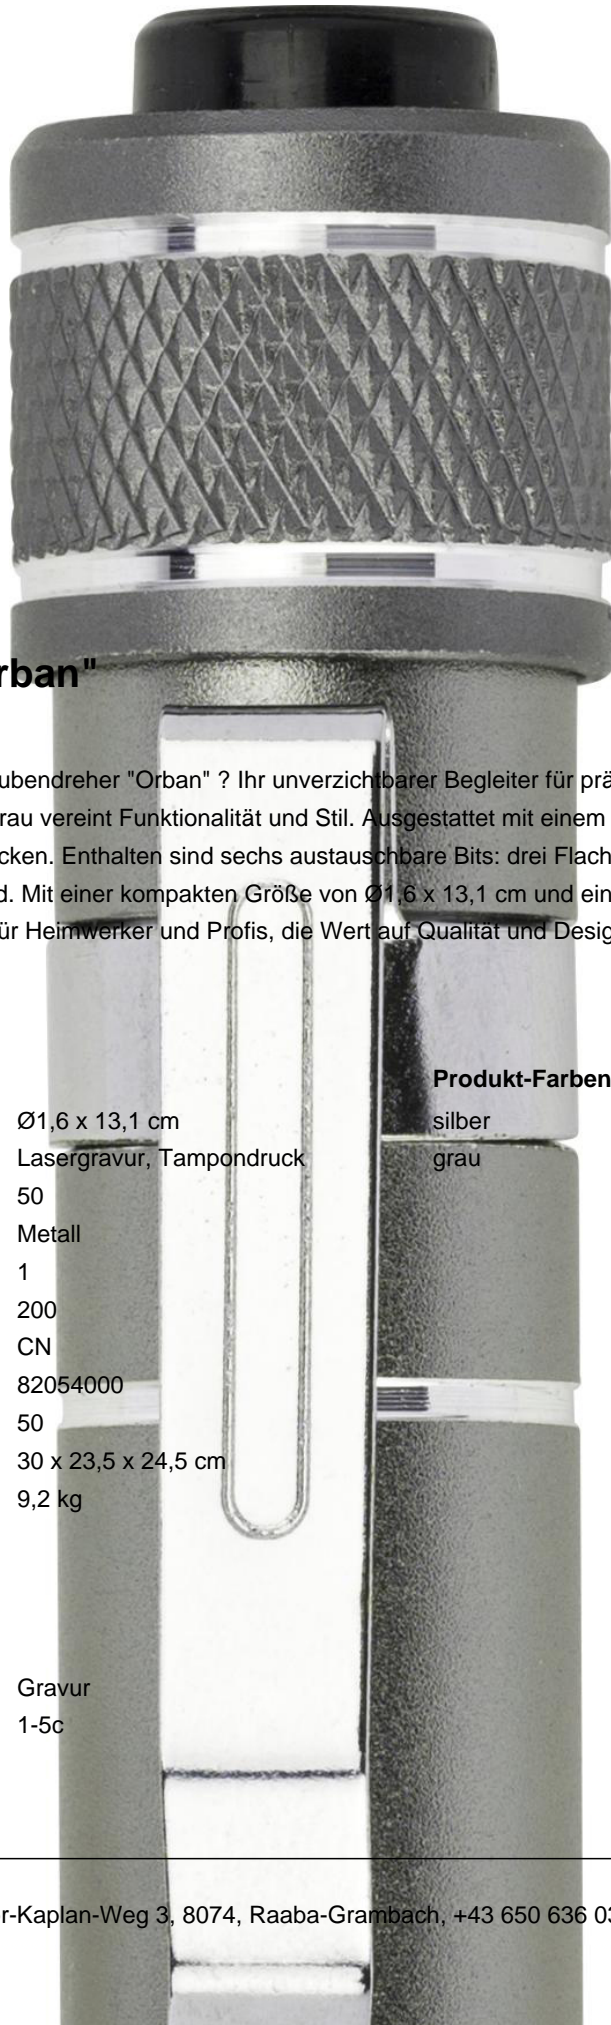 rban"
ubendreher "Orban" ? Ihr unverzichtbarer Begleiter für prä
rau vereint Funktionalität und Stil. Ausgestattet mit einem
cken. Enthalten sind sechs austauschbare Bits: drei Flach
d. Mit einer kompakten Größe von Ø1,6 x 13,1 cm und ein
ür Heimwerker und Profis, die Wert auf Qualität und Desig
Produkt-Farben
Ø1,6 x 13,1 cm silber
Lasergravur, Tampondruck grau
50
Metall
1
200
CN
82054000
50
30 x 23,5 x 24,5 cm
9,2 kg
Gravur
1-5c
r-Kaplan-Weg 3, 8074, Raaba-Grambach, +43 650 636 03